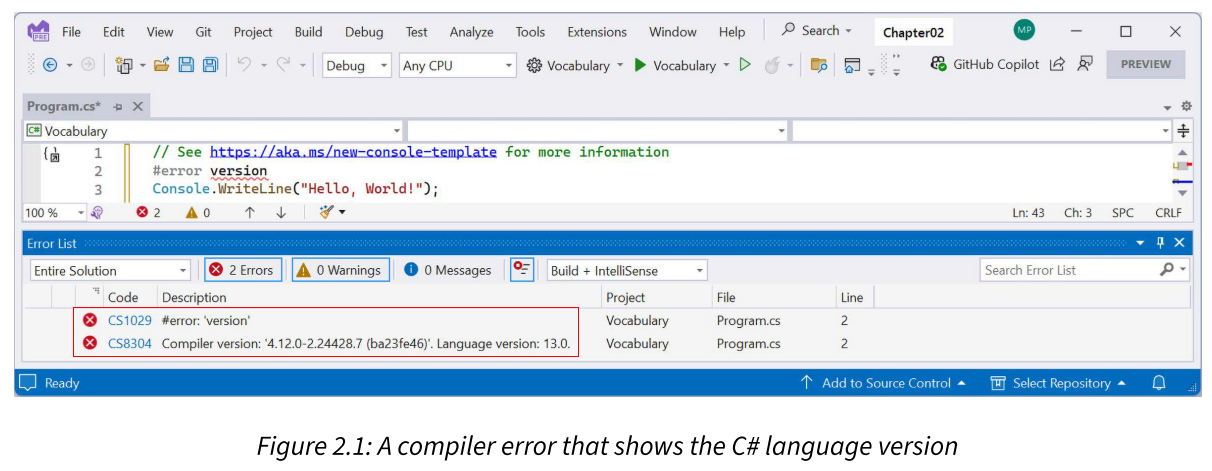 PRE File Edit View Git Project Build Debug Test Analyze Tools Extensions Window Help Search Chapter02 MP
Debug Any CPU Vocabulary Vocabulary GitHub Copilot PREVIEW
Program.cs*
C# Vocabulary
1 // See https://aka.ms/new-console-template for more information
2 #error version
3 Console.WriteLine("Hello, World!");
100 % 2 0 Ln: 43 Ch: 3 SPC CRLF
Error List
Entire Solution 2 Errors 0 Warnings 0 Messages Build + IntelliSense Search Error List
Code Description Project File Line
CS1029 #error: 'version' Vocabulary Program.cs 2
CS8304 Compiler version: '4.12.0-2.24428.7 (ba23fe46)'. Language version: 13.0. Vocabulary Program.cs 2
Ready Add to Source Control Select Repository
Figure 2.1: A compiler error that shows the C# language version